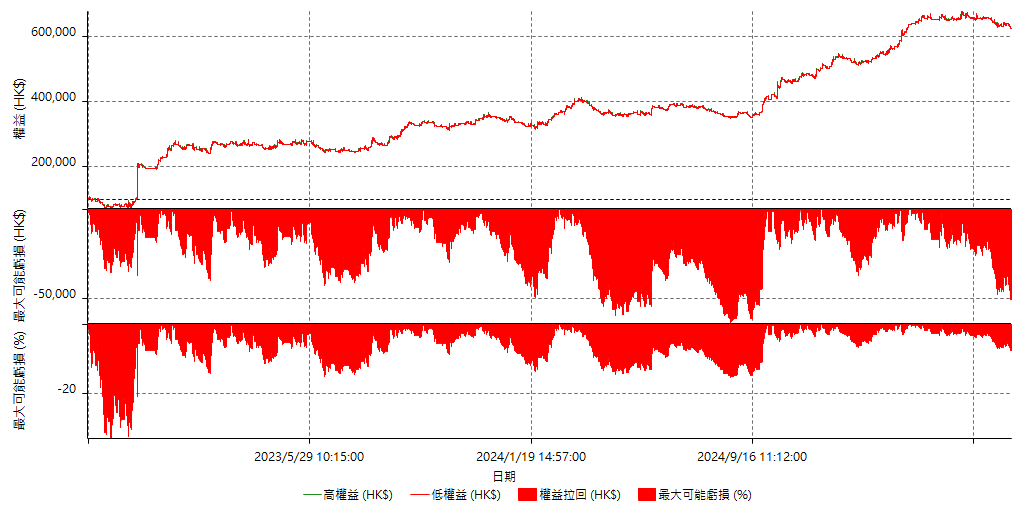 600,000
400,000
200,000
權益 (HK$)
-50,000
最大可能虧損 (HK$)
-20
最大可能虧損 (%)
2023/5/29 10:15:00
2024/1/19 14:57:00
2024/9/16 11:12:00
日期
高權益 (HK$) 低權益 (HK$) 權益拉回 (HK$) 最大可能虧損 (%)